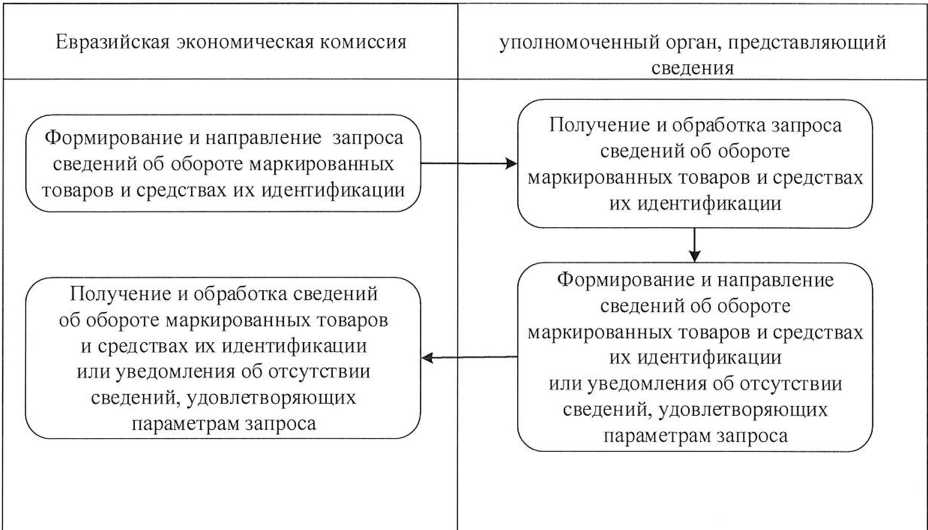 Евразийская экономическая комиссия
уполномоченный орган, представляющий
сведения
Формирование и направление запроса
сведений об обороте маркированных
товаров и средствах их идентификации
Получение и обработка запроса
сведений об обороте
маркированных товаров и средствах
их идентификации
Формирование и направление
сведений об обороте
маркированных товаров и средствах
их идентификации
или уведомления об отсутствии
сведений, удовлетворяющих
параметрам запроса
Получение и обработка сведений
об обороте маркированных товаров
и средствах их идентификации
или уведомления об отсутствии
сведений, удовлетворяющих
параметрам запроса